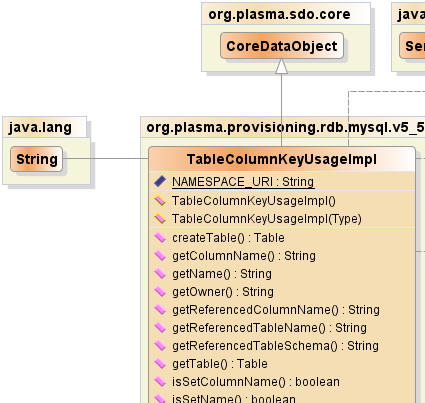 org.plasma.sdo.core
java
CoreDataObject
Ser
java.lang
org.plasma.provisioning.rdb.mysql.v5_5
String
TableColumnKeyUsageImpl
NAMESPACE_URI : String
TableColumnKeyUsageImpl()
TableColumnKeyUsageImpl(Type)
createTable() : Table
getColumnName() : String
getName() : String
getOwner() : String
getReferencedColumnName() : String
getReferencedTableName() : String
getReferencedTableSchema() : String
getTable() : Table
isSetColumnName() : boolean
isSetName() : boolean